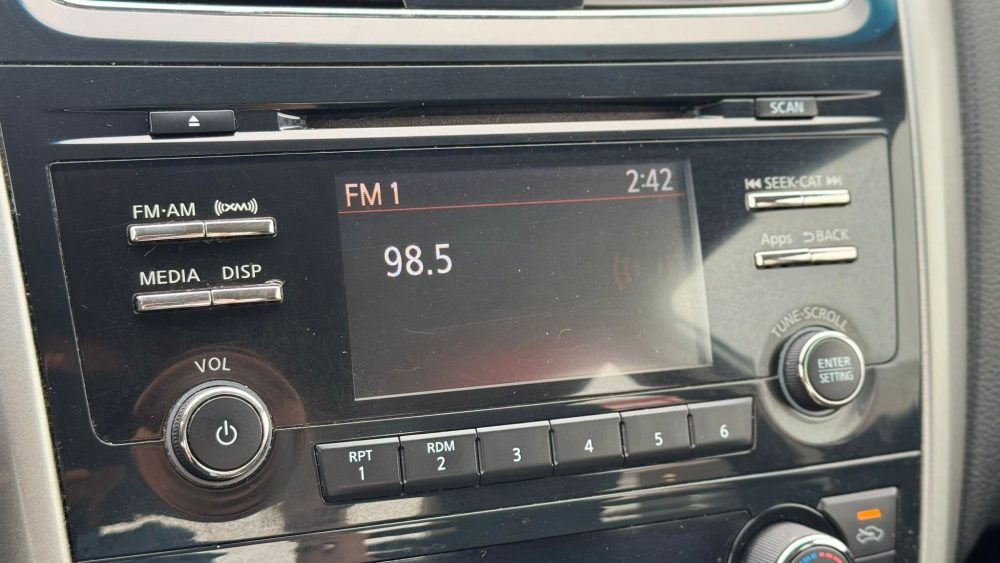 SCAN
FM 1 2:42
98.5
FM·AM ((XM))
MEDIA DISP
SEEK·CAT
Apps BACK
VOL
TUNE·SCROLL
ENTER
SETTING
RPT
1
RDM
2
3
4
5
6